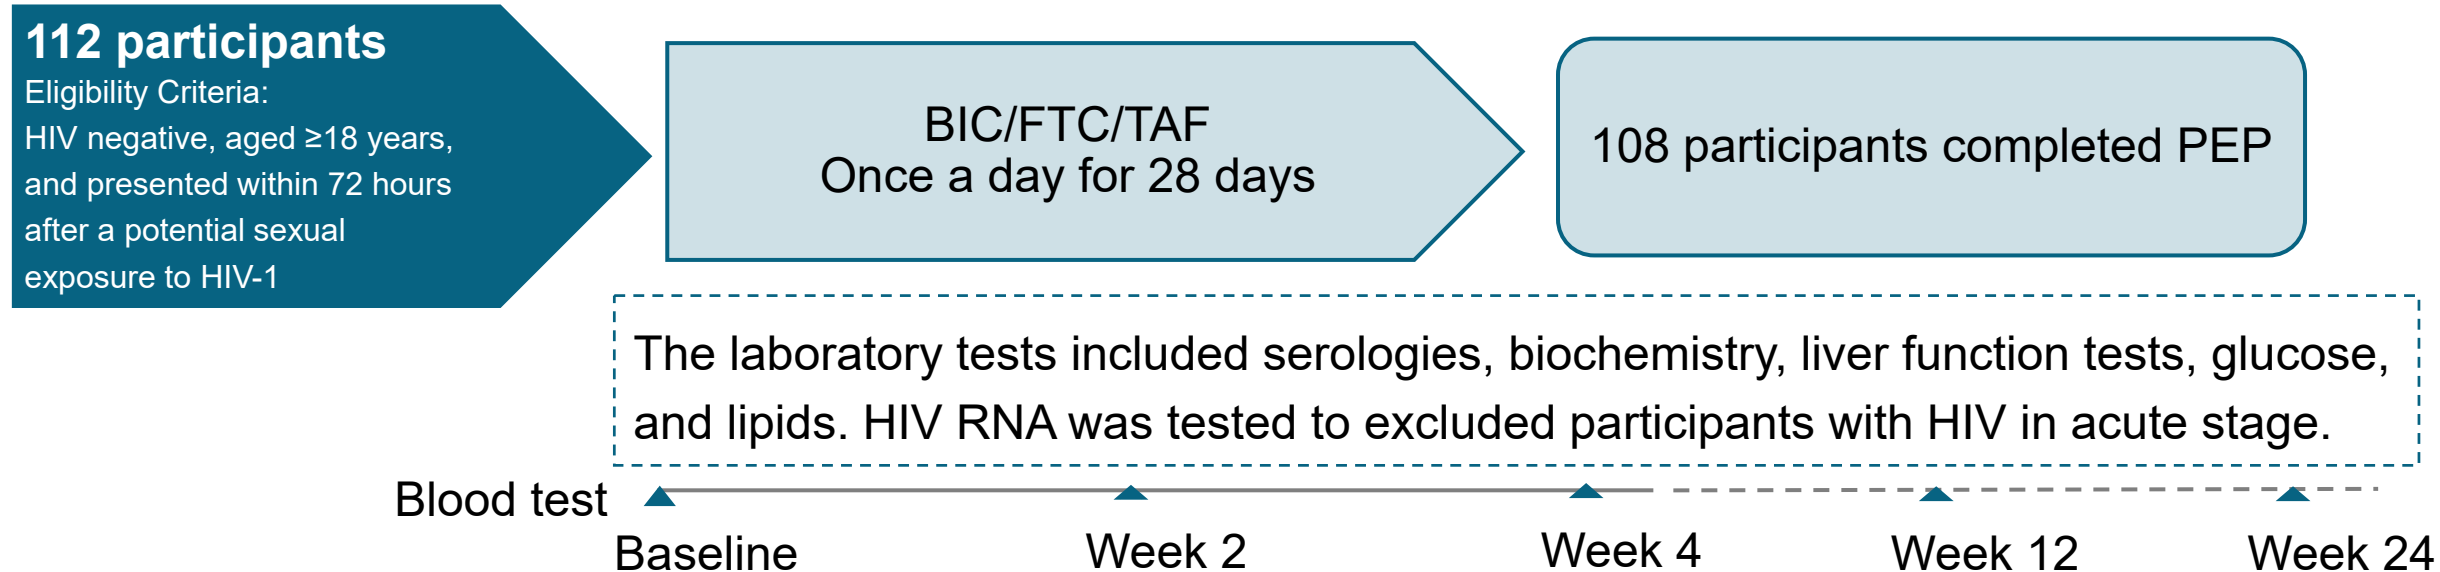 112 participants
Eligibility Criteria:
HIV negative, aged ≥18 years,
and presented within 72 hours
after a potential sexual
exposure to HIV-1
BIC/FTC/TAF
Once a day for 28 days
108 participants completed PEP
The laboratory tests included serologies, biochemistry, liver function tests, glucose,
and lipids. HIV RNA was tested to excluded participants with HIV in acute stage.
Blood test
Baseline
Week 2
Week 4
Week 12
Week 24